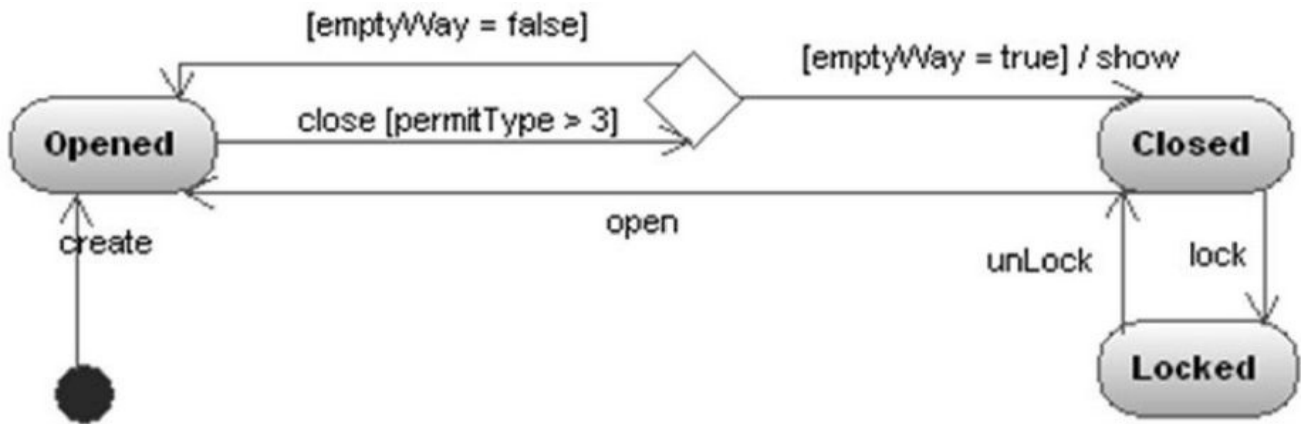 [emptyWay = false]
[emptyWay = true] / show
close [permitType > 3]
Opened
Closed
open
create
unLock
lock
Locked